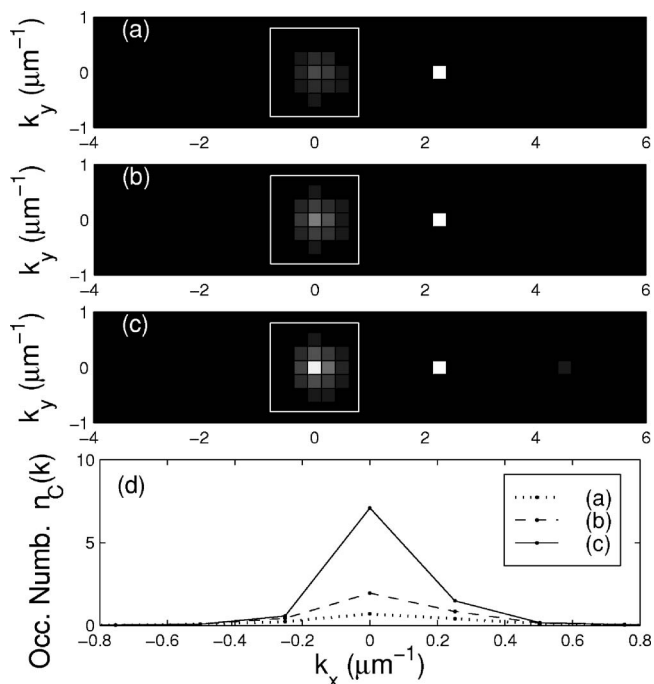 (a)
k_y (μm⁻¹)
1
0
−1
−4 −2 0 2 4 6
(b)
k_y (μm⁻¹)
1
0
−1
−4 −2 0 2 4 6
(c)
k_y (μm⁻¹)
1
0
−1
−4 −2 0 2 4 6
(d)
Occ. Numb. n_C(k)
10
5
0
(a)
(b)
(c)
−0.8 −0.6 −0.4 −0.2 0 0.2 0.4 0.6 0.8
k_x (μm⁻¹)